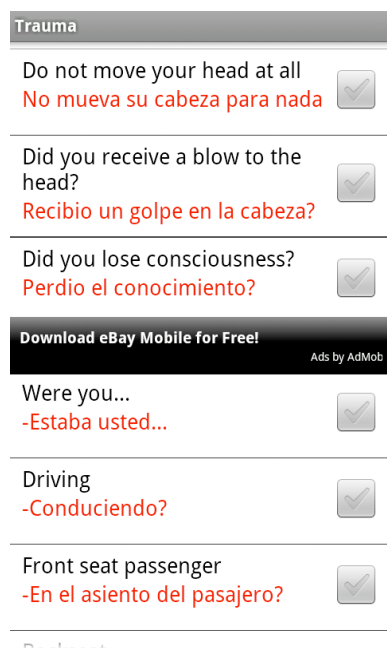 Trauma
Do not move your head at all
No mueva su cabeza para nada
Did you receive a blow to the
head?
Recibio un golpe en la cabeza?
Did you lose consciousness?
Perdio el conocimiento?
Download eBay Mobile for Free!
Ads by AdMob
Were you...
-Estaba usted...
Driving
-Conduciendo?
Front seat passenger
-En el asiento del pasajero?